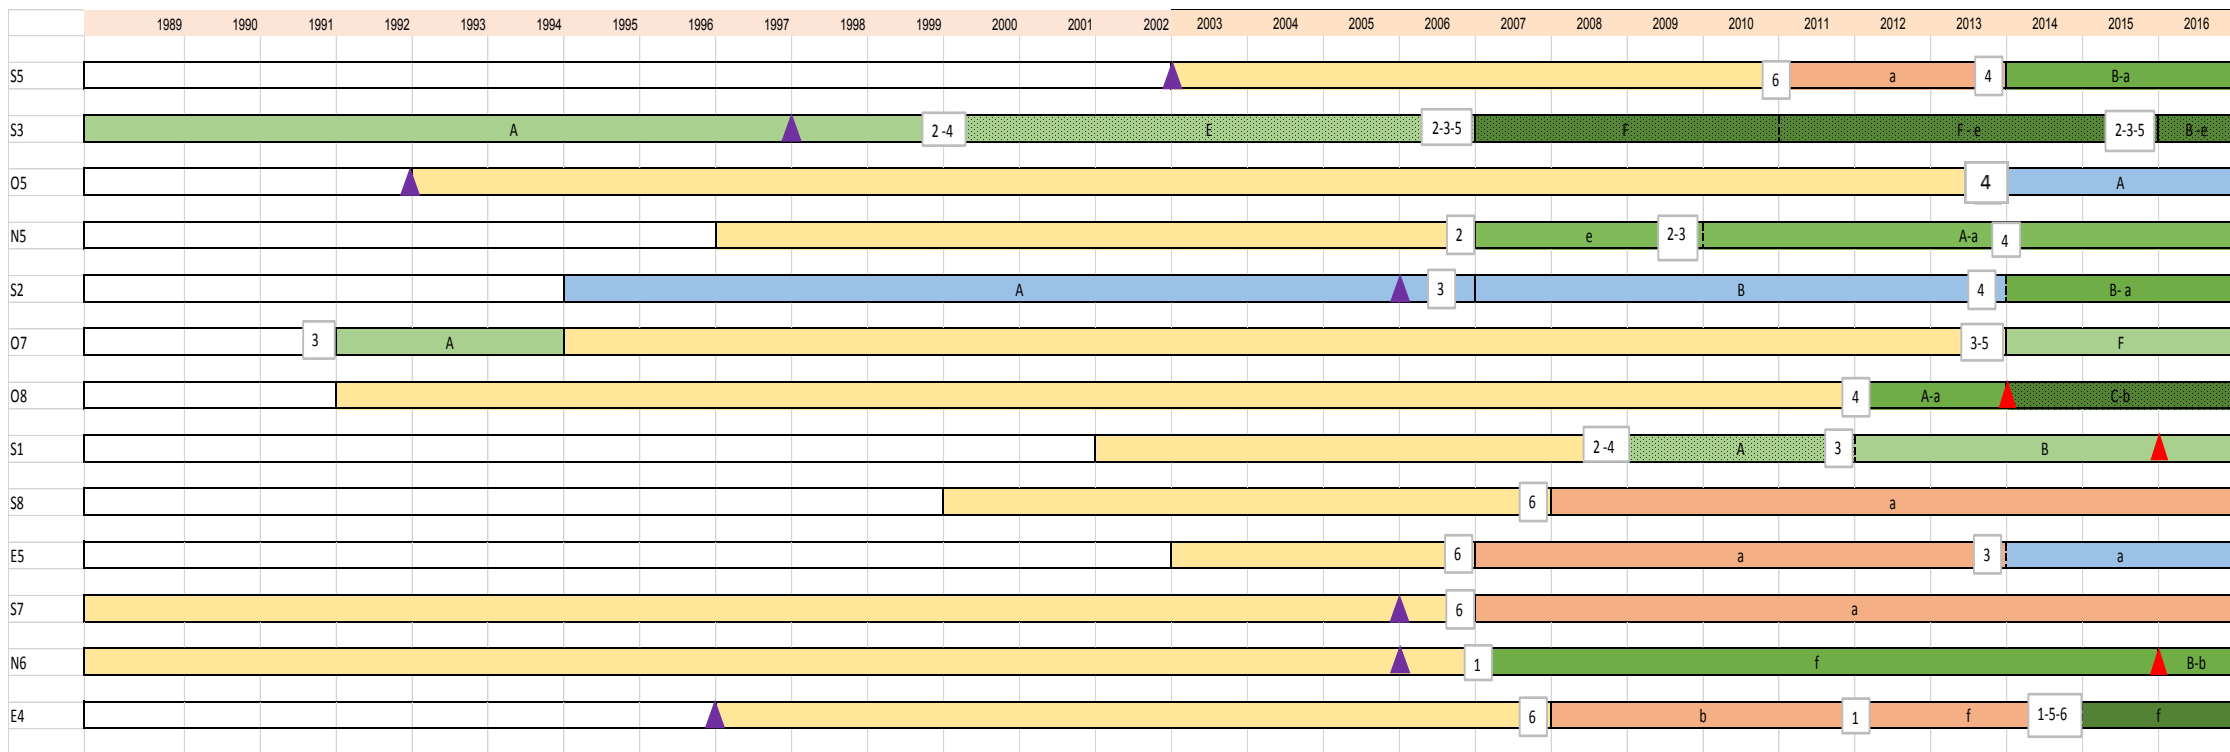 1989 1990 1991 1992 1993 1994 1995 1996 1997 1998 1999 2000 2001 2002 2003 2004 2005 2006 2007 2008 2009 2010 2011 2012 2013 2014 2015 2016
S5 6 a 4 B-a
S3 A 2 -4 E 2-3-5 F F - e 2-3-5 B -e
O5 4 A
N5 2 e 2-3 A-a 4
S2 A 3 B 4 B- a
O7 3 A 3-5 F
O8 4 A-a C-b
S1 2 -4 A 3 B
S8 6 a
E5 6 a 3 a
S7 6 a
N6 1 f B-b
E4 6 b 1 f 1-5-6 f